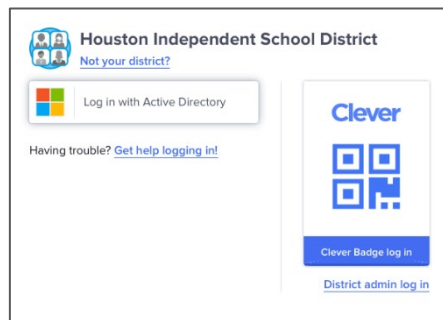 Houston Independent School District
Not your district?
Log in with Active Directory
Having trouble? Get help logging in!
Clever
Clever Badge log in
District admin log in